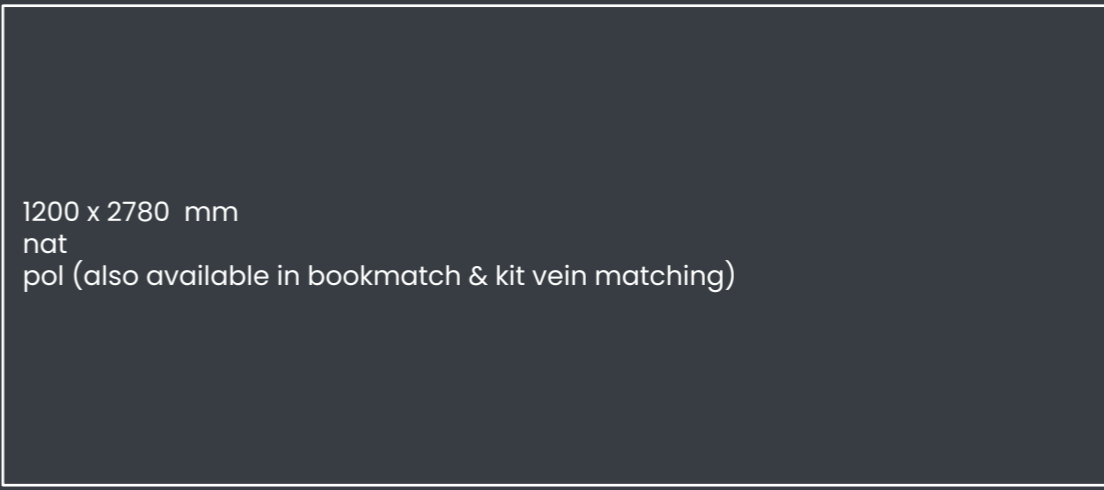 1200 x 2780  mm
nat
pol (also available in bookmatch & kit vein matching)